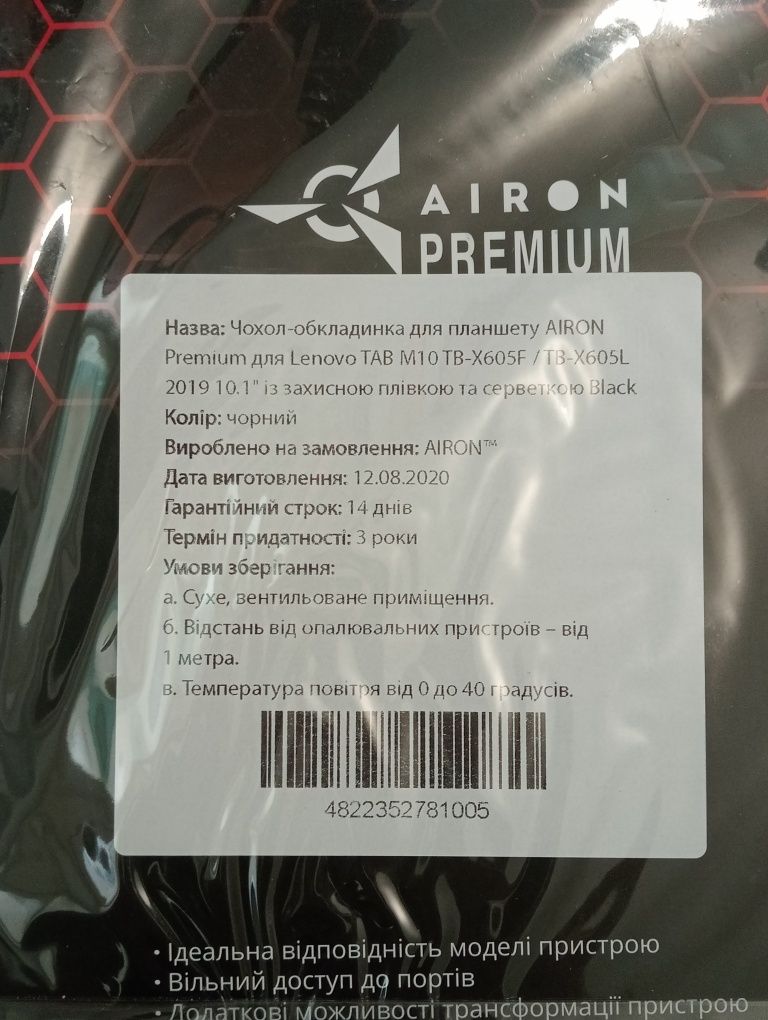 AIRON
PREMIUM
Назва: Чохол-обкладинка для планшету AIRON
Premium для Lenovo TAB M10 TB-X605F / TB-X605L
2019 10.1" із захисною плівкою та серветкою Black
Колір: чорний
Вироблено на замовлення: AIRON™
Дата виготовлення: 12.08.2020
Гарантійний строк: 14 днів
Термін придатності: 3 роки
Умови зберігання:
а. Сухе, вентильоване приміщення.
б. Відстань від опалювальних пристроїв – від
1 метра.
в. Температура повітря від 0 до 40 градусів.
4822352781005
• Ідеальна відповідність моделі пристрою
• Вільний доступ до портів
• Додаткові можливості трансформації пристрою